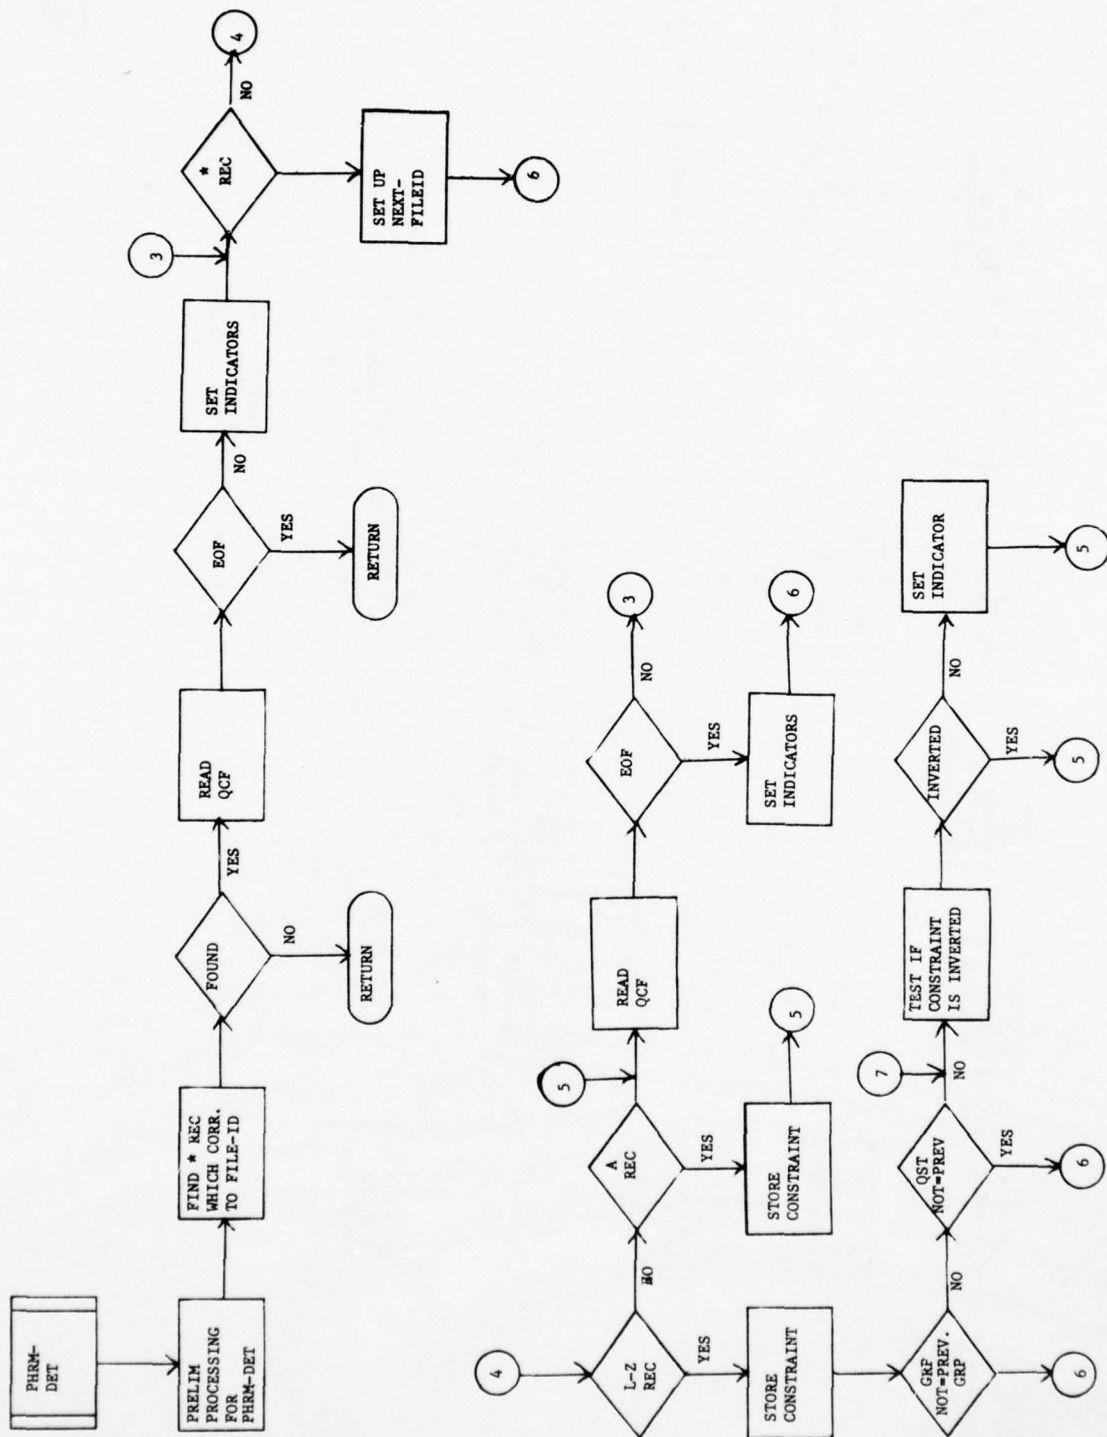 PHRM-
DET
PRELIM
PROCESSING
FOR
PHRM-DET
FIND * REC
WHICH CORR.
TO FILE-ID
FOUND
YES
NO
RETURN
READ
QCF
EOF
NO
YES
RETURN
SET
INDICATORS
3
*
REC
NO
4
SET UP
NEXT-
FILEID
6
4
L-Z
REC
NO
YES
A
REC
YES
5
READ
QCF
EOF
NO
3
YES
SET INDICATORS
6
STORE
CONSTRAINT
STORE
CONSTRAINT
5
GRP
NOT=PREV.
GRP
NO
6
QST
NOT=PREV
NO
YES
6
7
TEST IF
CONSTRAINT
IS INVERTED
INVERTED
NO
YES
5
SET
INDICATOR
5